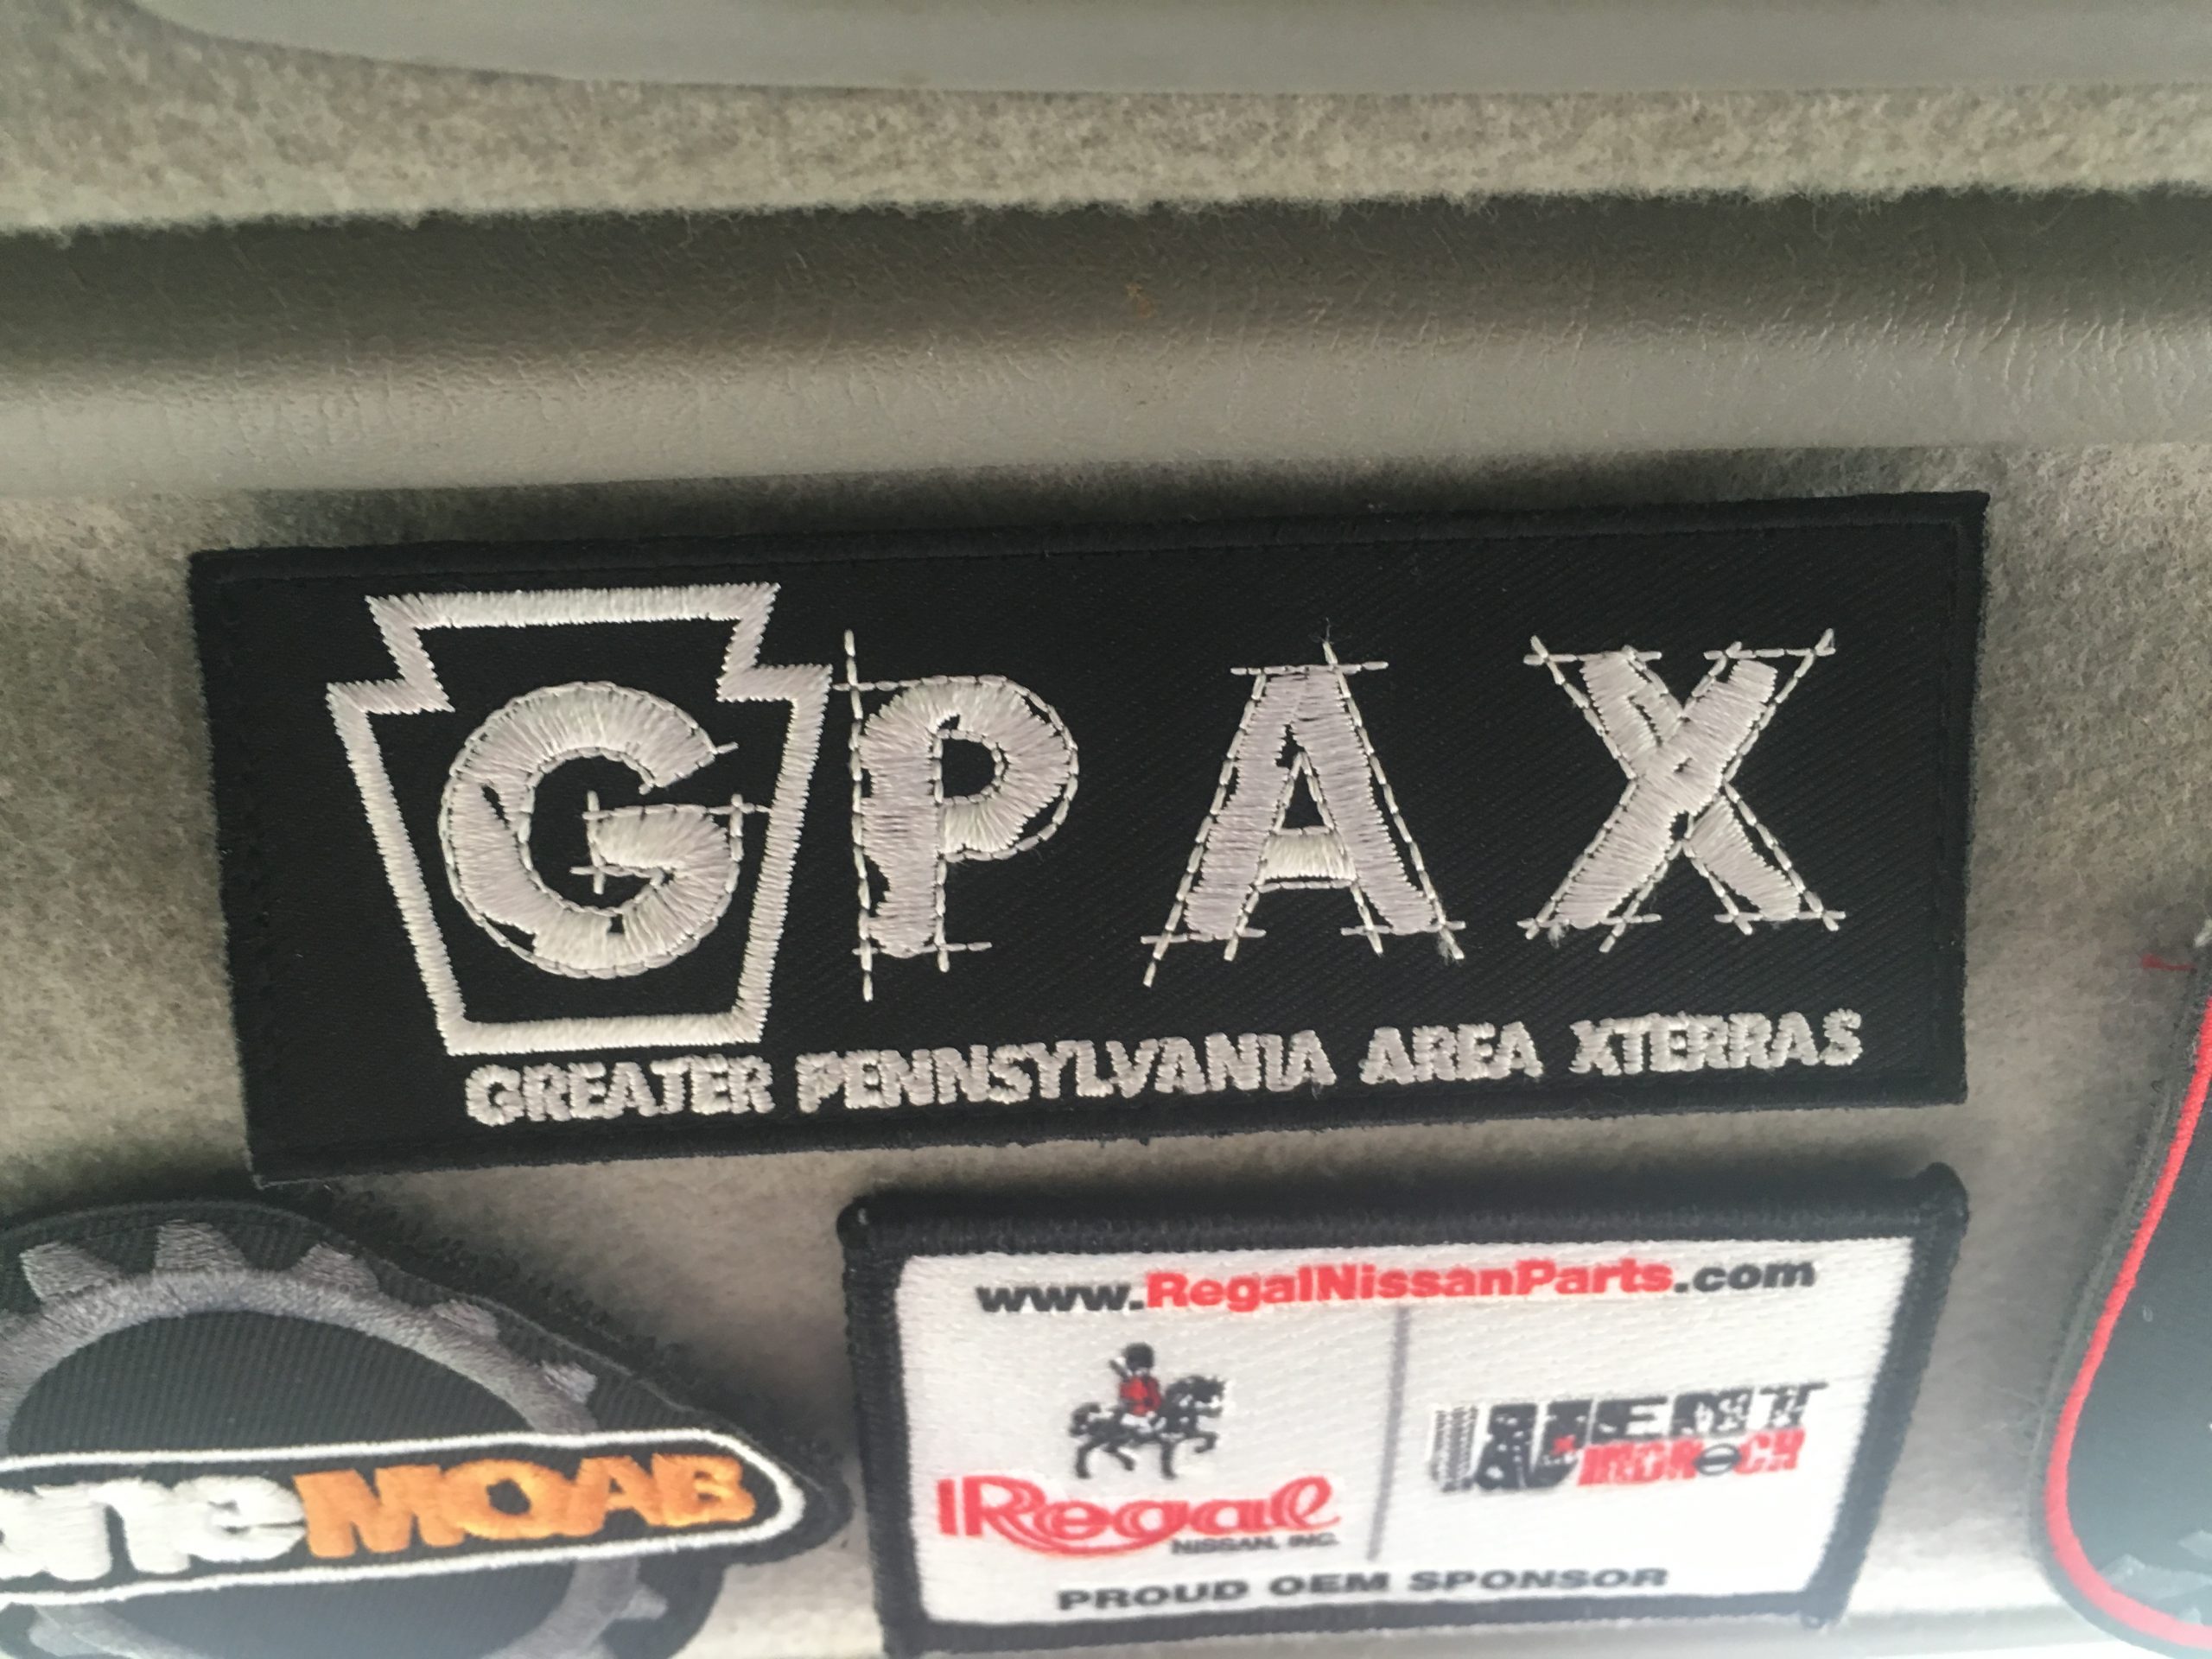 GPAX
GREATER PENNSYLVANIA AREA XTERRAS
www.RegalNissanParts.com
Regal
NISSAN, INC.
PROUD OEM SPONSOR
MOAB